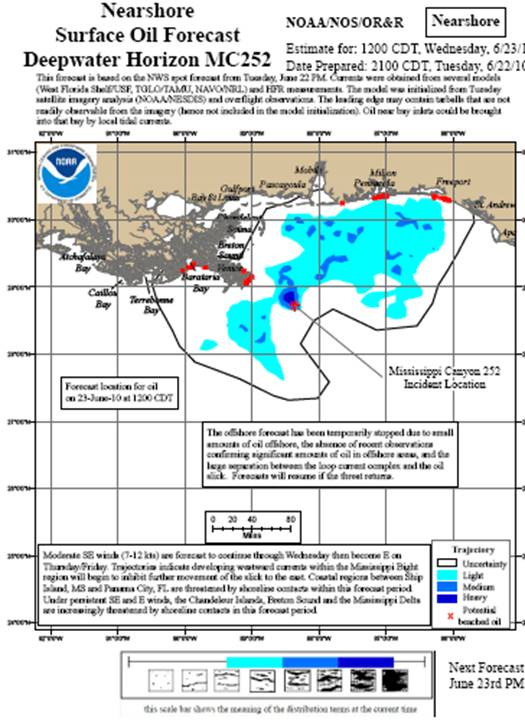 Nearshore
Surface Oil Forecast
Deepwater Horizon MC252
NOAA/NOS/OR&R
Nearshore
Estimate for: 1200 CDT, Wednesday, 6/23/1
Date Prepared: 2100 CDT, Tuesday, 6/22/10
This forecast is based on the NWS spot forecast from Tuesday, June 22 PM. Currents were obtained from several models
(West Florida Shelf/USF, TGLO/TAMU, NAVO/NRL) and HFR measurements. The model was initialized from Tuesday
satellite imagery analysis (NOAA/NESDIS) and overflight observations. The leading edge may contain tarballs that are not
readily observable from the imagery (hence not included in the model initialization). Oil near bay inlets could be brought
into that bay by local tidal currents.
NOAA
Mobile
Milton
Pensacola
Freeport
Gulfport
Pascagoula
Bay St Louis
St. Andrew
Chandeleur
Sound
Breton
Sound
Venice
Atchafalaya
Bay
Barataria
Bay
Caillou
Bay
Terrebonne
Bay
Mississippi Canyon 252
Incident Location
Forecast location for oil
on 23-June-10 at 1200 CDT
The offshore forecast has been temporarily stopped due to small
amounts of oil offshore, the absence of recent observations
confirming significant amounts of oil in offshore areas, and the
large separation between the loop current complex and the oil
slick. Forecasts will resume if the threat returns.
0 20 40 80
Miles
Moderate SE winds (7-12 kts) are forecast to continue through Wednesday then become E on
Thursday/Friday. Trajectories indicate developing westward currents within the Mississippi Bight
region will begin to inhibit further movement of the slick to the east. Coastal regions between Ship
Island, MS and Panama City, FL are threatened by shoreline contacts within this forecast period.
Under persistent SE and E winds, the Chandeleur Islands, Breton Sound and the Mississippi Delta
are increasingly threatened by shoreline contacts in this forecast period.
Trajectory
Uncertainty
Light
Medium
Heavy
Potential
beached oil
Next Forecast
June 23rd PM
this scale bar shows the meaning of the distribution terms at the current time